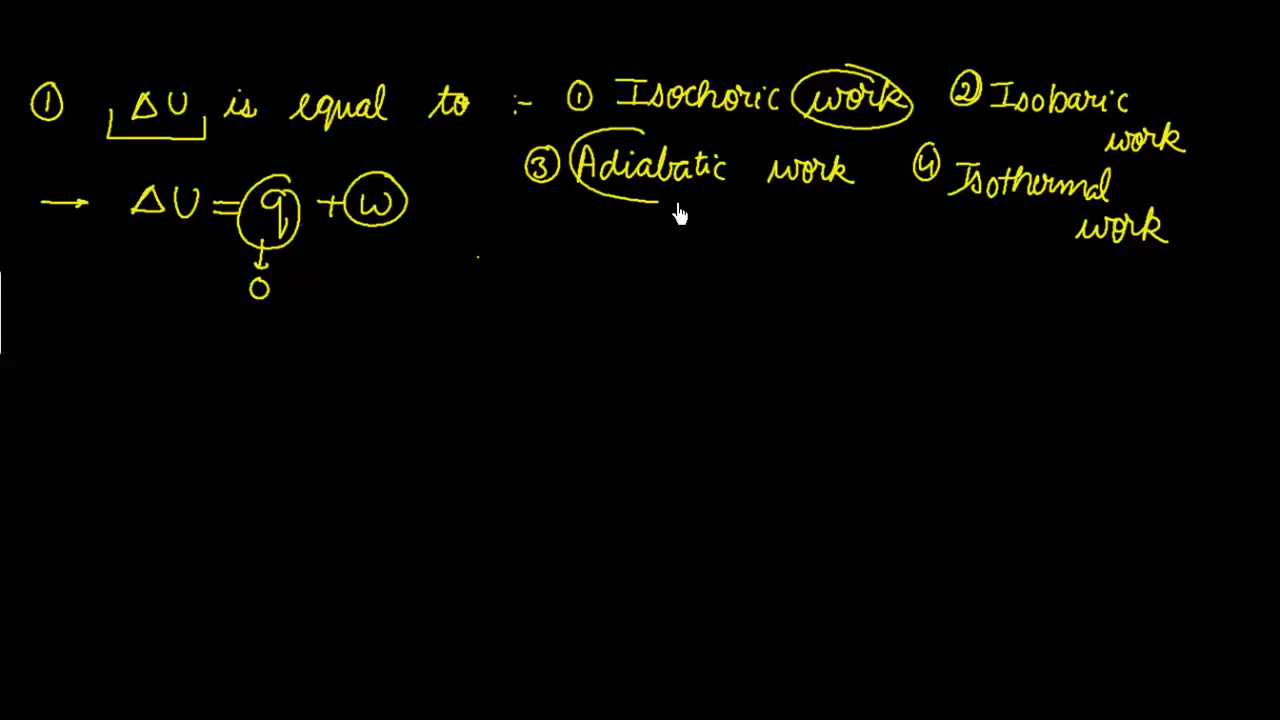 ① ΔU is equal to :- ① Isochoric work ② Isobaric work
③ Adiabatic work ④ Isothermal work
→ ΔU = q + w
↓
0